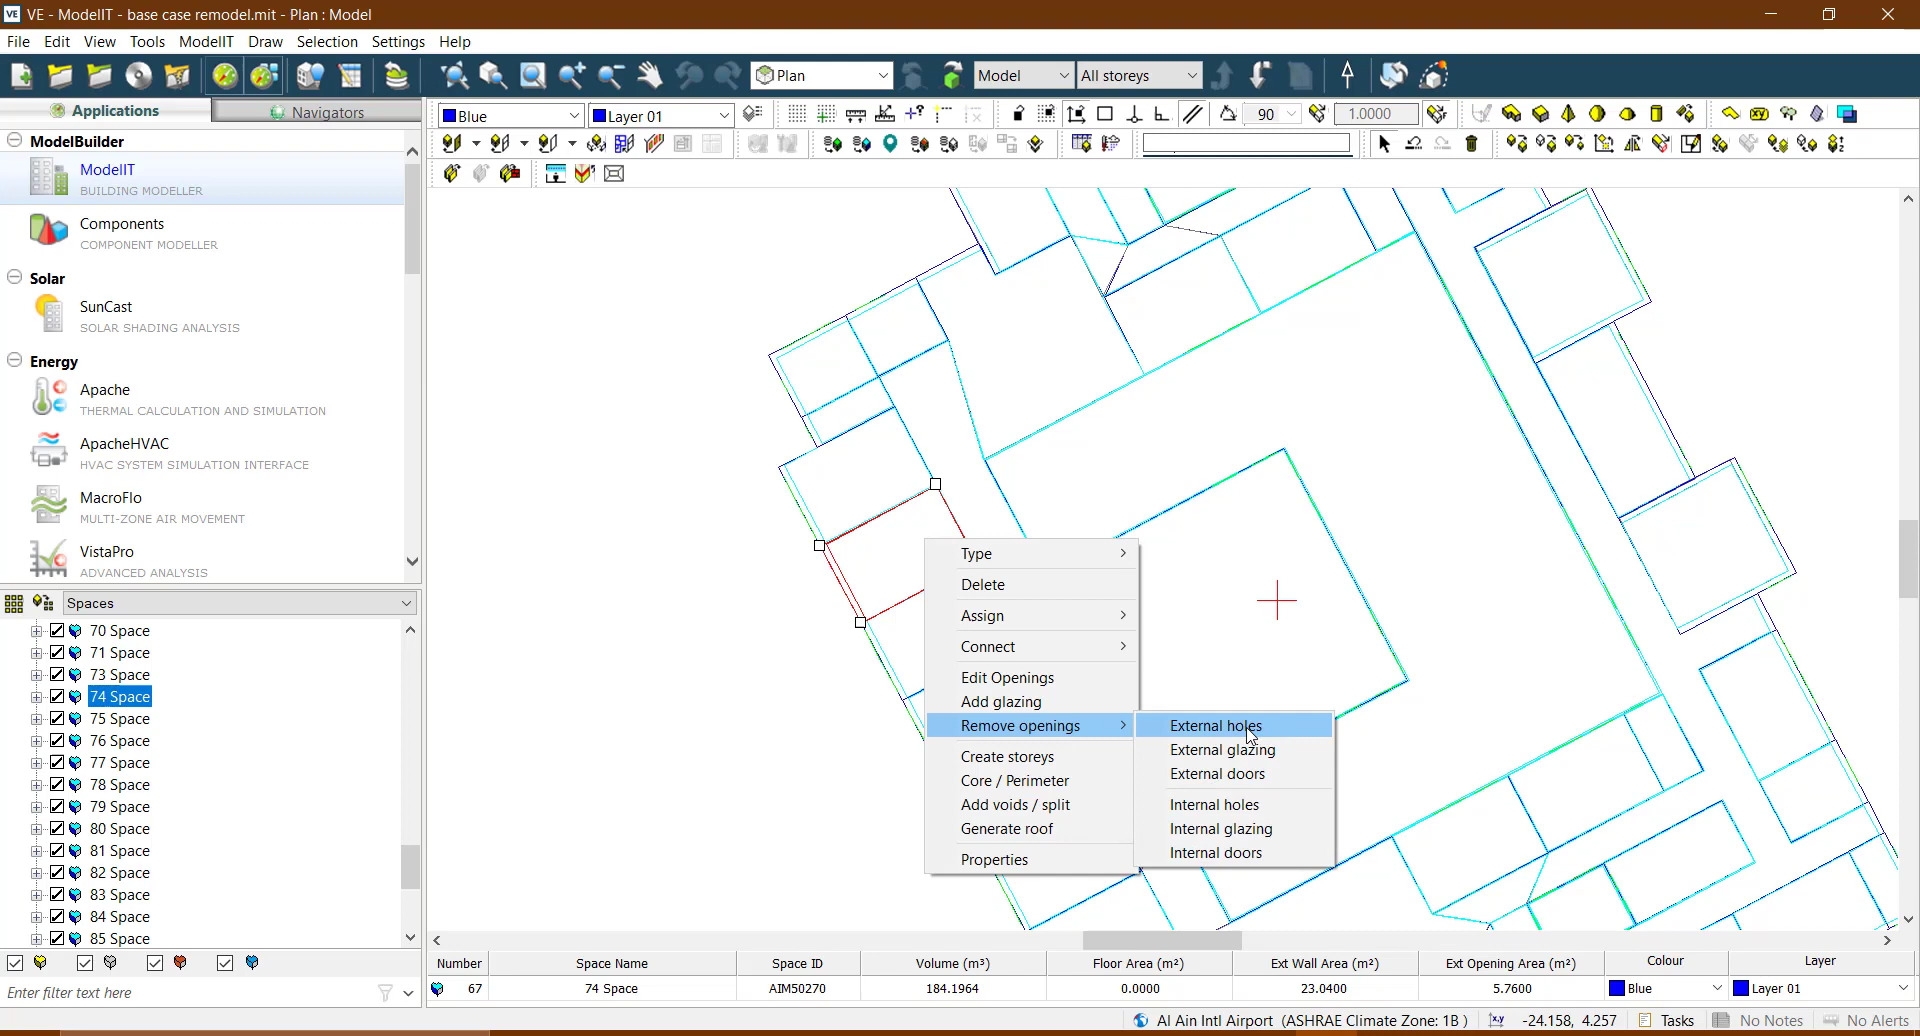 VE VE - ModelIT - base case remodel.mit - Plan : Model
File Edit View Tools ModelIT Draw Selection Settings Help
Plan Model All storeys
Applications Navigators
Blue Layer 01 90 1.0000
ModelBuilder
ModelIT
BUILDING MODELLER
Components
COMPONENT MODELLER
Solar
SunCast
SOLAR SHADING ANALYSIS
Energy
Apache
THERMAL CALCULATION AND SIMULATION
ApacheHVAC
HVAC SYSTEM SIMULATION INTERFACE
MacroFlo
MULTI-ZONE AIR MOVEMENT
VistaPro
ADVANCED ANALYSIS
Spaces
70 Space
71 Space
73 Space
74 Space
75 Space
76 Space
77 Space
78 Space
79 Space
80 Space
81 Space
82 Space
83 Space
84 Space
85 Space
Enter filter text here
Type
Delete
Assign
Connect
Edit Openings
Add glazing
Remove openings
Create storeys
Core / Perimeter
Add voids / split
Generate roof
Properties
External holes
External glazing
External doors
Internal holes
Internal glazing
Internal doors
Number Space Name Space ID Volume (m³) Floor Area (m²) Ext Wall Area (m²) Ext Opening Area (m²) Colour Layer
67 74 Space AIM50270 184.1964 0.0000 23.0400 5.7600 Blue Layer 01
Al Ain Intl Airport (ASHRAE Climate Zone: 1B ) x,y -24.158, 4.257 Tasks No Notes No Alerts